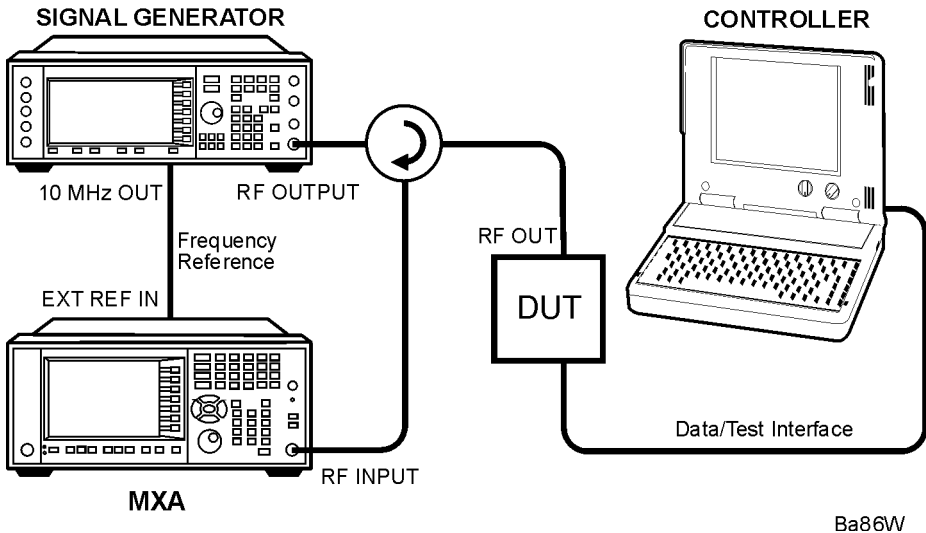 SIGNAL GENERATOR
CONTROLLER
10 MHz OUT
RF OUTPUT
Frequency
Reference
RF OUT
EXT REF IN
DUT
Data/Test Interface
RF INPUT
MXA
Ba86W